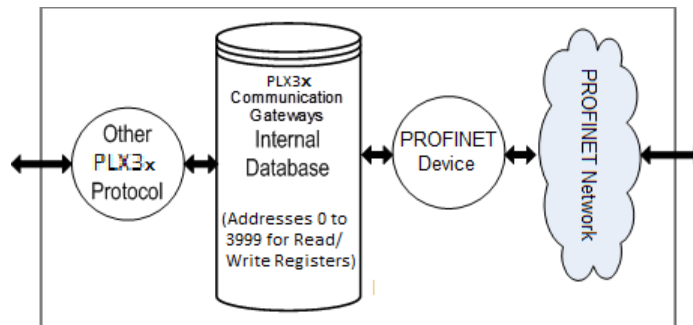 Other
PLX3x
Protocol
PLX3x
Communication
Gateways
Internal
Database
(Addresses 0 to
3999 for Read/
Write Registers)
PROFINET
Device
PROFINET Network